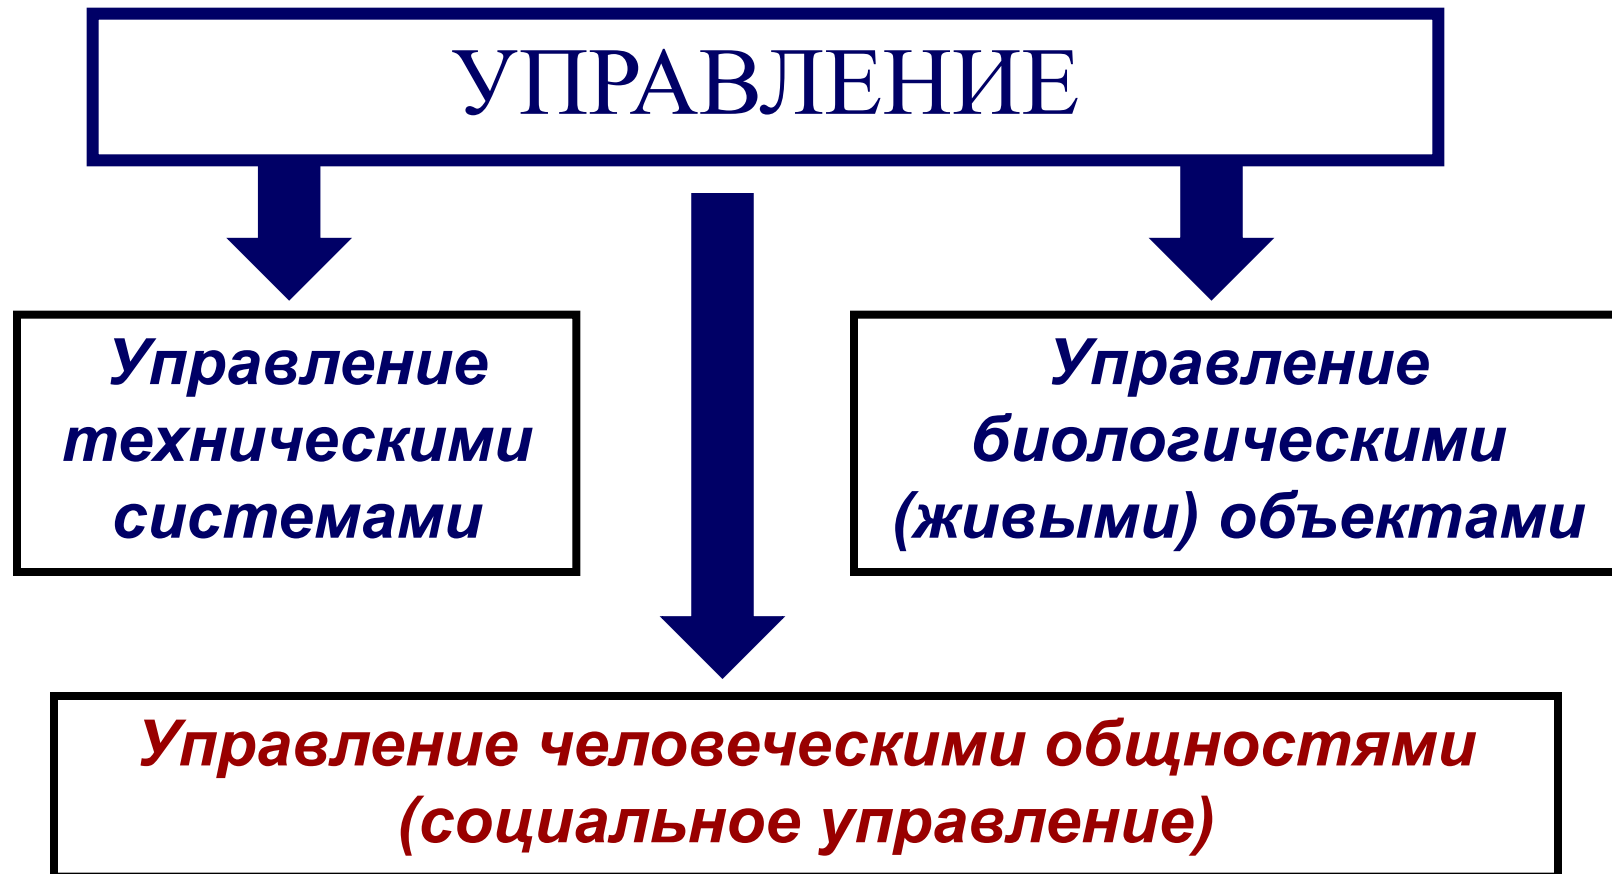 УПРАВЛЕНИЕ
Управление
техническими
системами
Управление
биологическими
(живыми) объектами
Управление человеческими общностями
(социальное управление)